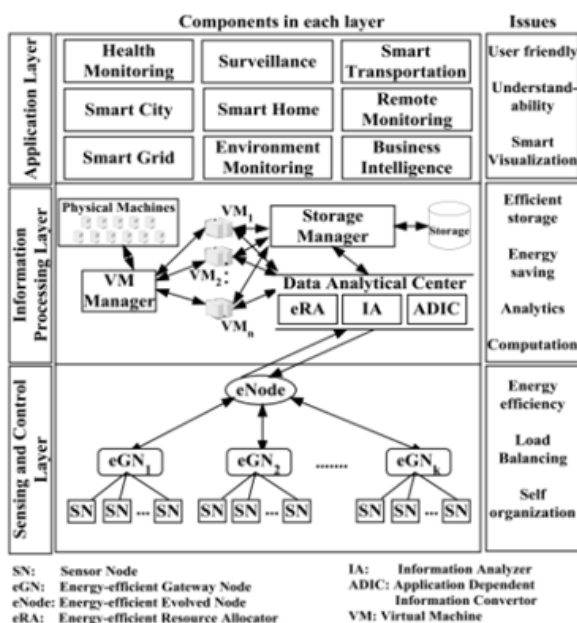 Components in each layer
Issues
Application Layer
Health
Monitoring
Surveillance
Smart
Transportation
Smart City
Smart Home
Remote
Monitoring
Smart Grid
Environment
Monitoring
Business
Intelligence
User friendly
Understand-
ability
Smart
Visualization
Information
Processing Layer
Physical Machines
VM
Manager
VM1
VM2
:
VMn
Storage
Manager
Storage
Data Analytical Center
eRA
IA
ADIC
Efficient
storage
Energy
saving
Analytics
Computation
Sensing and Control
Layer
eNode
eGN1
eGN2
.......
eGNk
SN
SN
...
SN
SN
SN
...
SN
SN
SN
...
SN
Energy
efficiency
Load
Balancing
Self
organization
SN: Sensor Node
eGN: Energy-efficient Gateway Node
eNode: Energy-efficient Evolved Node
eRA: Energy-efficient Resource Allocator
IA: Information Analyzer
ADIC: Application Dependent
Information Convertor
VM: Virtual Machine